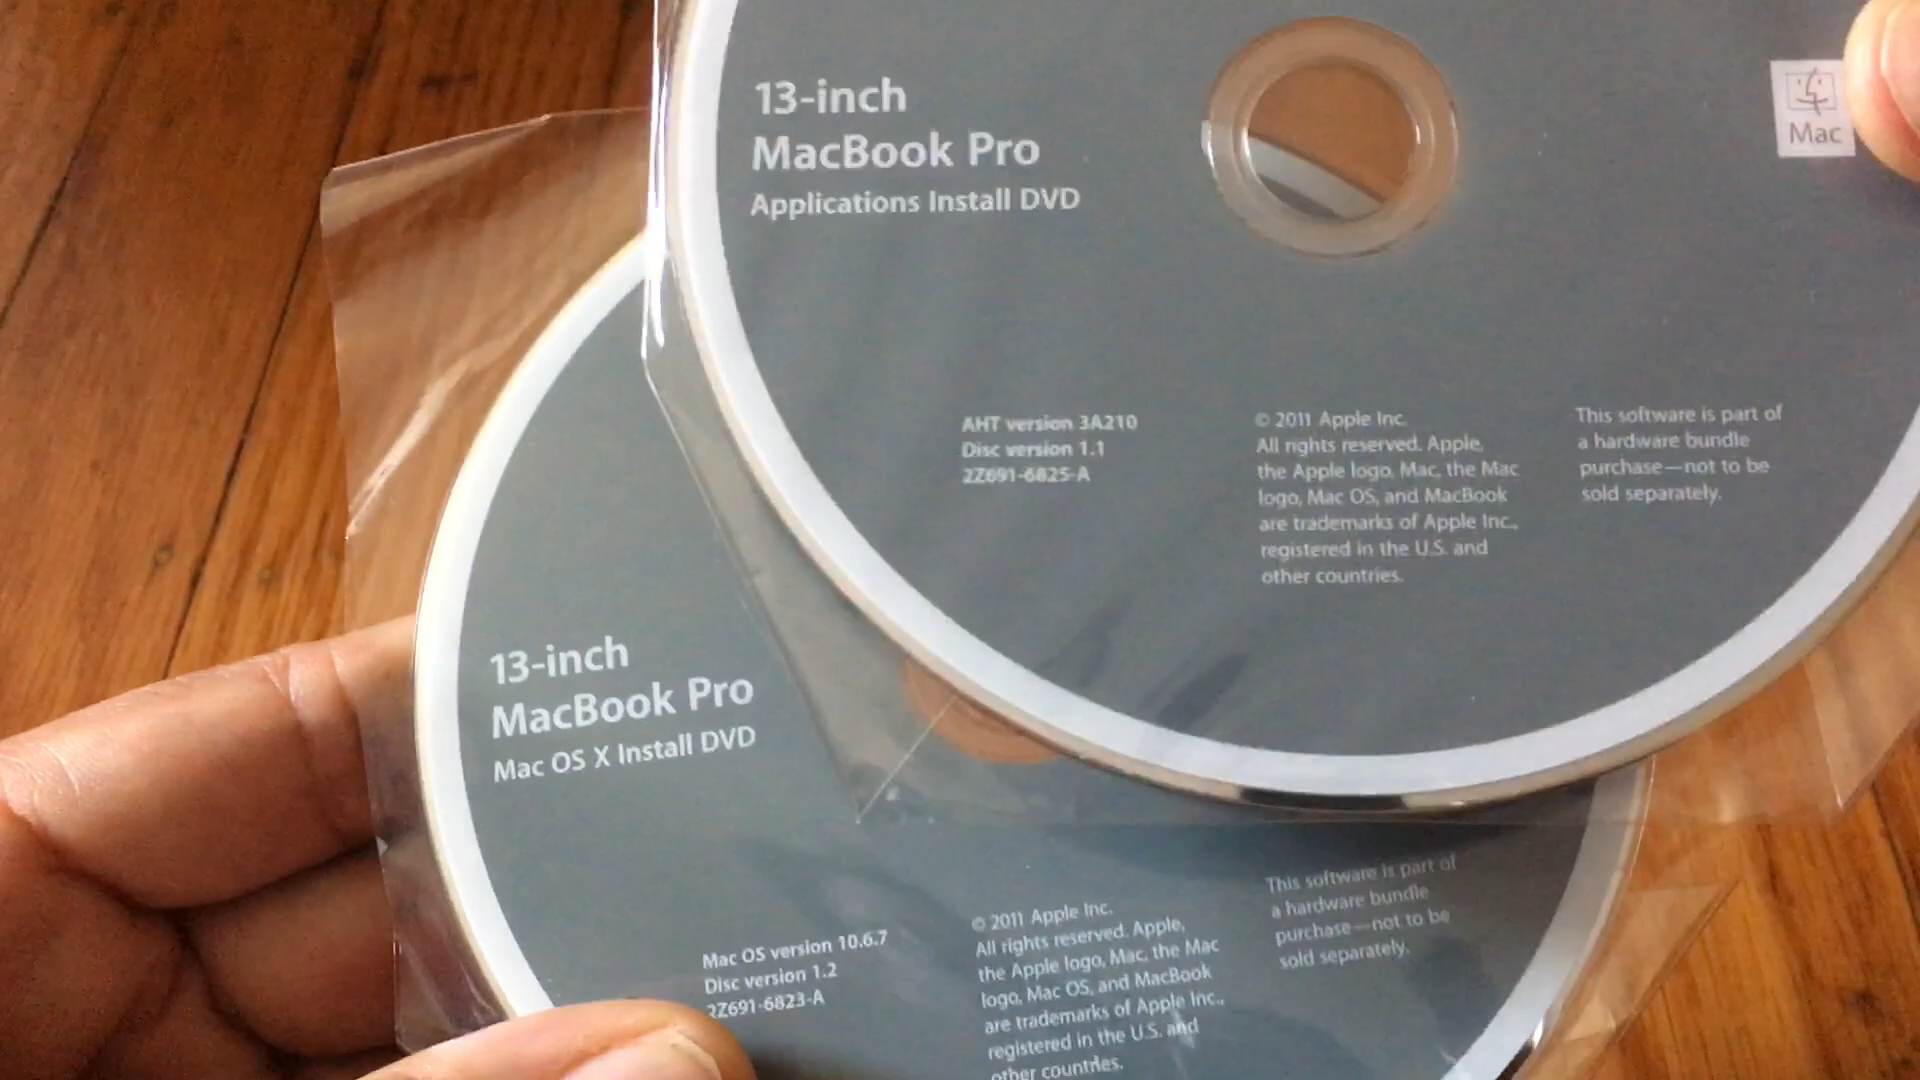 13-inch
MacBook Pro
Applications Install DVD
Mac
AHT version 3A210
Disc version 1.1
2Z691-6825-A
© 2011 Apple Inc.
All rights reserved. Apple,
the Apple logo, Mac, the Mac
logo, Mac OS, and MacBook
are trademarks of Apple Inc.,
registered in the U.S. and
other countries.
This software is part of
a hardware bundle
purchase—not to be
sold separately.
13-inch
MacBook Pro
Mac OS X Install DVD
Mac OS version 10.6.7
Disc version 1.2
2Z691-6823-A
© 2011 Apple Inc.
All rights reserved. Apple,
the Apple logo, Mac, the Mac
logo, Mac OS, and MacBook
are trademarks of Apple Inc.,
registered in the U.S. and
other countries.
This software is part of
a hardware bundle
purchase—not to be
sold separately.